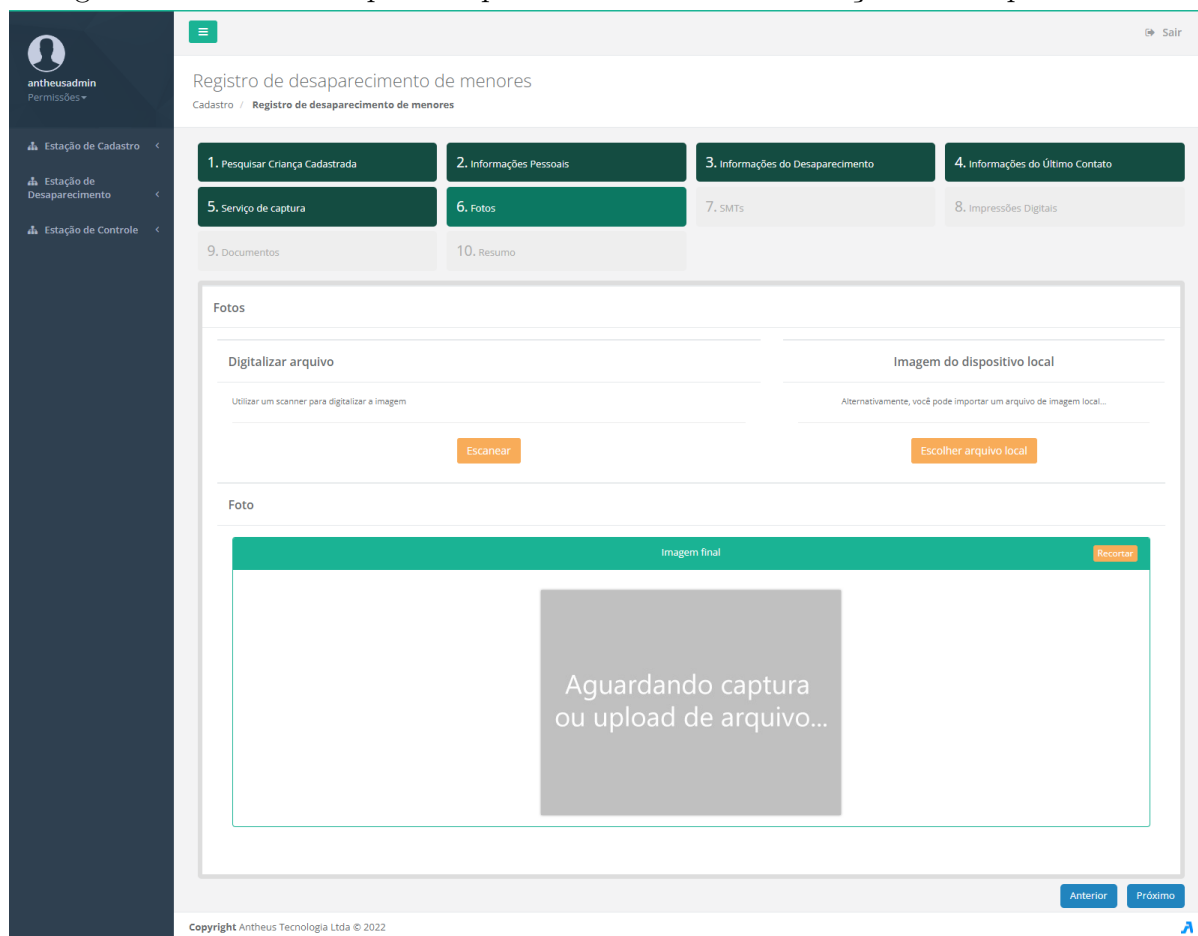 Sair
antheusadmin
Permissões
Registro de desaparecimento de menores
Cadastro / Registro de desaparecimento de menores
Estação de Cadastro
Estação de
Desaparecimento
Estação de Controle
1. Pesquisar Criança Cadastrada
2. Informações Pessoais
3. Informações do Desaparecimento
4. Informações do Último Contato
5. Serviço de captura
6. Fotos
7. SMTs
8. Impressões Digitais
9. Documentos
10. Resumo
Fotos
Digitalizar arquivo
Imagem do dispositivo local
Utilizar um scanner para digitalizar a imagem
Alternativamente, você pode importar um arquivo de imagem local...
Escanear
Escolher arquivo local
Foto
Imagem final
Recortar
Aguardando captura
ou upload de arquivo...
Anterior
Próximo
Copyright Antheus Tecnologia Ltda © 2022